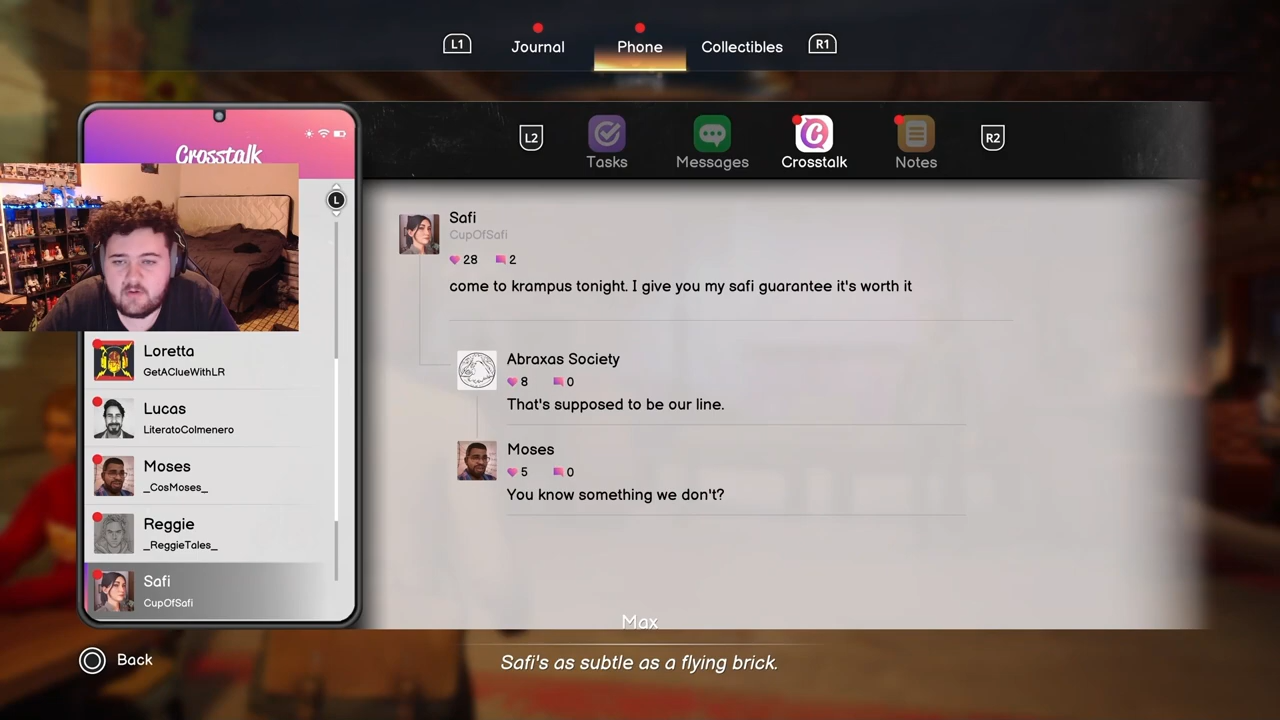 L1 Journal Phone Collectibles R1
Crosstalk
L2 Tasks Messages Crosstalk Notes R2
L
Loretta
GetAClueWithLR
Lucas
LiteratoColmenero
Moses
_CosMoses_
Reggie
_ReggieTales_
Safi
CupOfSafi
Safi
CupOfSafi
28 2
come to krampus tonight. I give you my safi guarantee it's worth it
Abraxas Society
8 0
That's supposed to be our line.
Moses
5 0
You know something we don't?
Max
Safi's as subtle as a flying brick.
Back